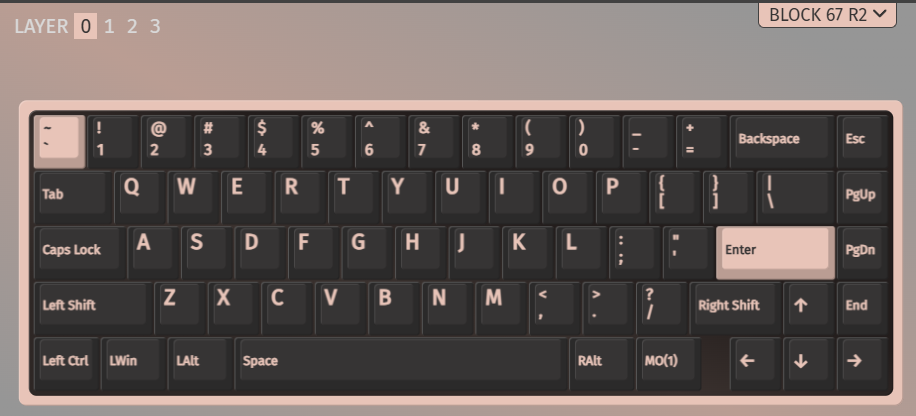 LAYER 0 1 2 3
BLOCK 67 R2
~ ! @ # $ % ^ & * ( ) _ +
` 1 2 3 4 5 6 7 8 9 0 - = Backspace Esc
Tab Q W E R T Y U I O P { } | PgUp
[ ] \
Caps Lock A S D F G H J K L : " Enter PgDn
; '
Left Shift Z X C V B N M < > ? Right Shift ↑ End
, . /
Left Ctrl LWin LAlt Space RAlt MO(1) ← ↓ →